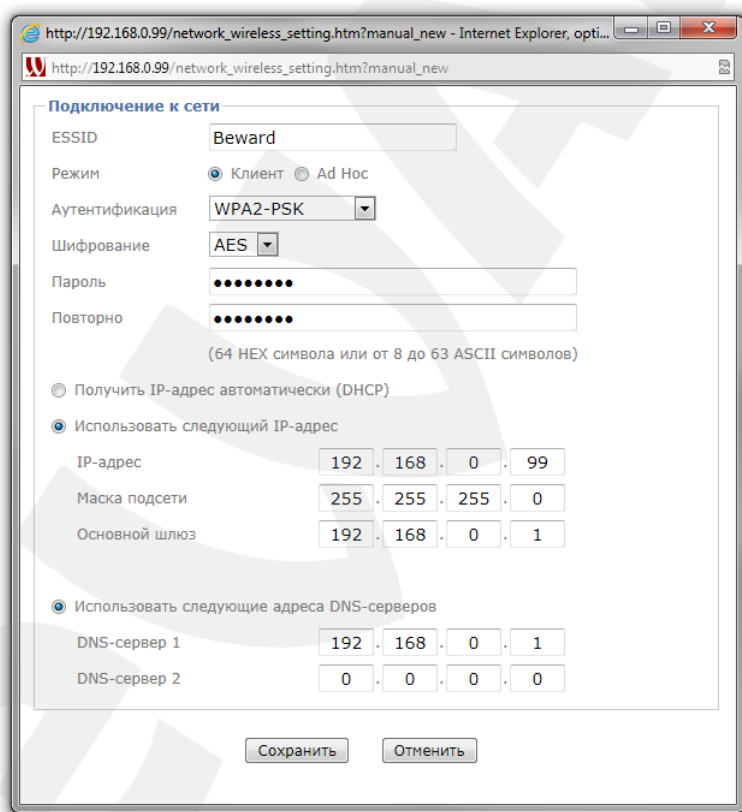 http://192.168.0.99/network_wireless_setting.htm?manual_new - Internet Explorer, opti...
http://192.168.0.99/network_wireless_setting.htm?manual_new
Подключение к сети
ESSID Beward
Режим Клиент Ad Hoc
Аутентификация WPA2-PSK
Шифрование AES
Пароль ●●●●●●●●
Повторно ●●●●●●●●
(64 HEX символа или от 8 до 63 ASCII символов)
Получить IP-адрес автоматически (DHCP)
Использовать следующий IP-адрес
IP-адрес 192 . 168 . 0 . 99
Маска подсети 255 . 255 . 255 . 0
Основной шлюз 192 . 168 . 0 . 1
Использовать следующие адреса DNS-серверов
DNS-сервер 1 192 . 168 . 0 . 1
DNS-сервер 2 0 . 0 . 0 . 0
Сохранить Отменить